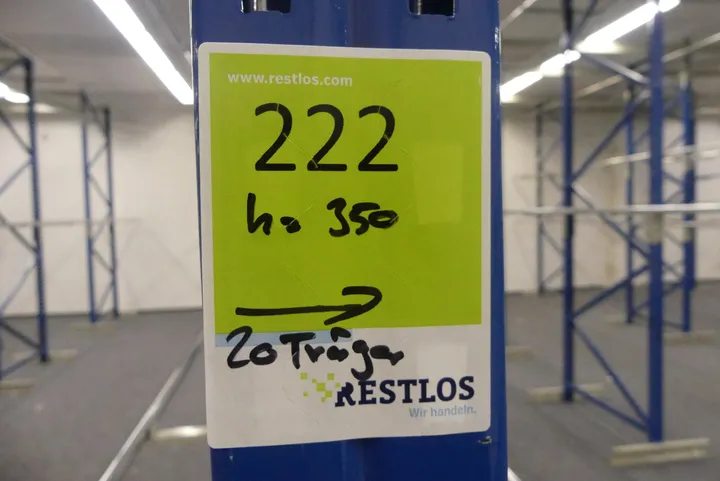 www.restlos.com
222
h= 350
20 Träger
RESTLOS
Wir handeln.